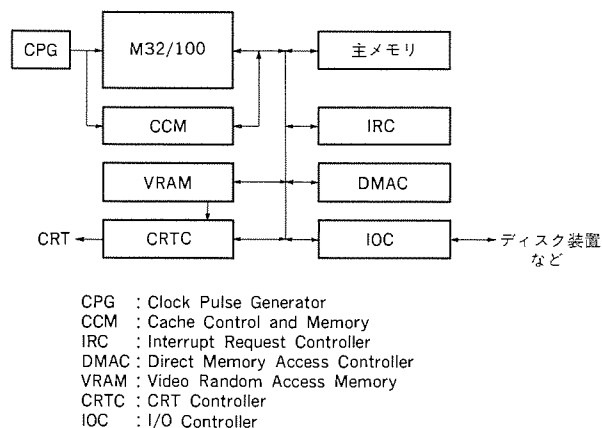 CPG
M32/100
主メモリ
CCM
IRC
VRAM
DMAC
CRT
CRTC
IOC
ディスク装置
など
CPG : Clock Pulse Generator
CCM : Cache Control and Memory
IRC : Interrupt Request Controller
DMAC : Direct Memory Access Controller
VRAM : Video Random Access Memory
CRTC : CRT Controller
IOC : I/O Controller